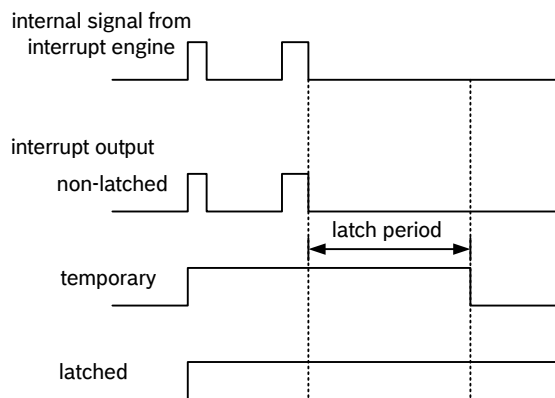 internal signal from
interrupt engine
interrupt output
non-latched
latch period
temporary
latched